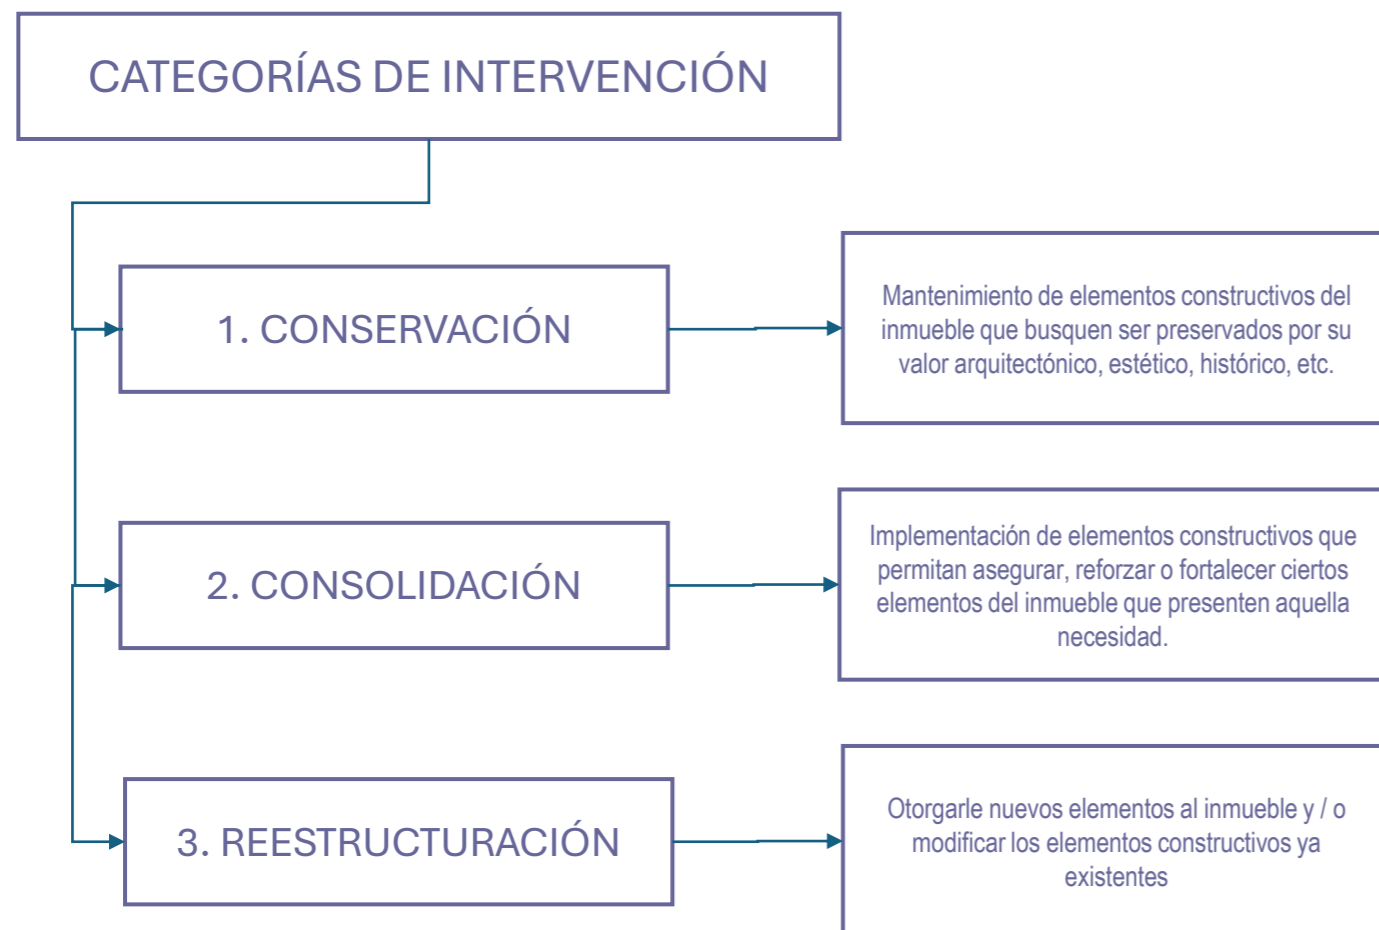 CATEGORÍAS DE INTERVENCIÓN
1. CONSERVACIÓN
Mantenimiento de elementos constructivos del
inmueble que busquen ser preservados por su
valor arquitectónico, estético, histórico, etc.
2. CONSOLIDACIÓN
Implementación de elementos constructivos que
permitan asegurar, reforzar o fortalecer ciertos
elementos del inmueble que presenten aquella
necesidad.
3. REESTRUCTURACIÓN
Otorgarle nuevos elementos al inmueble y / o
modificar los elementos constructivos ya
existentes